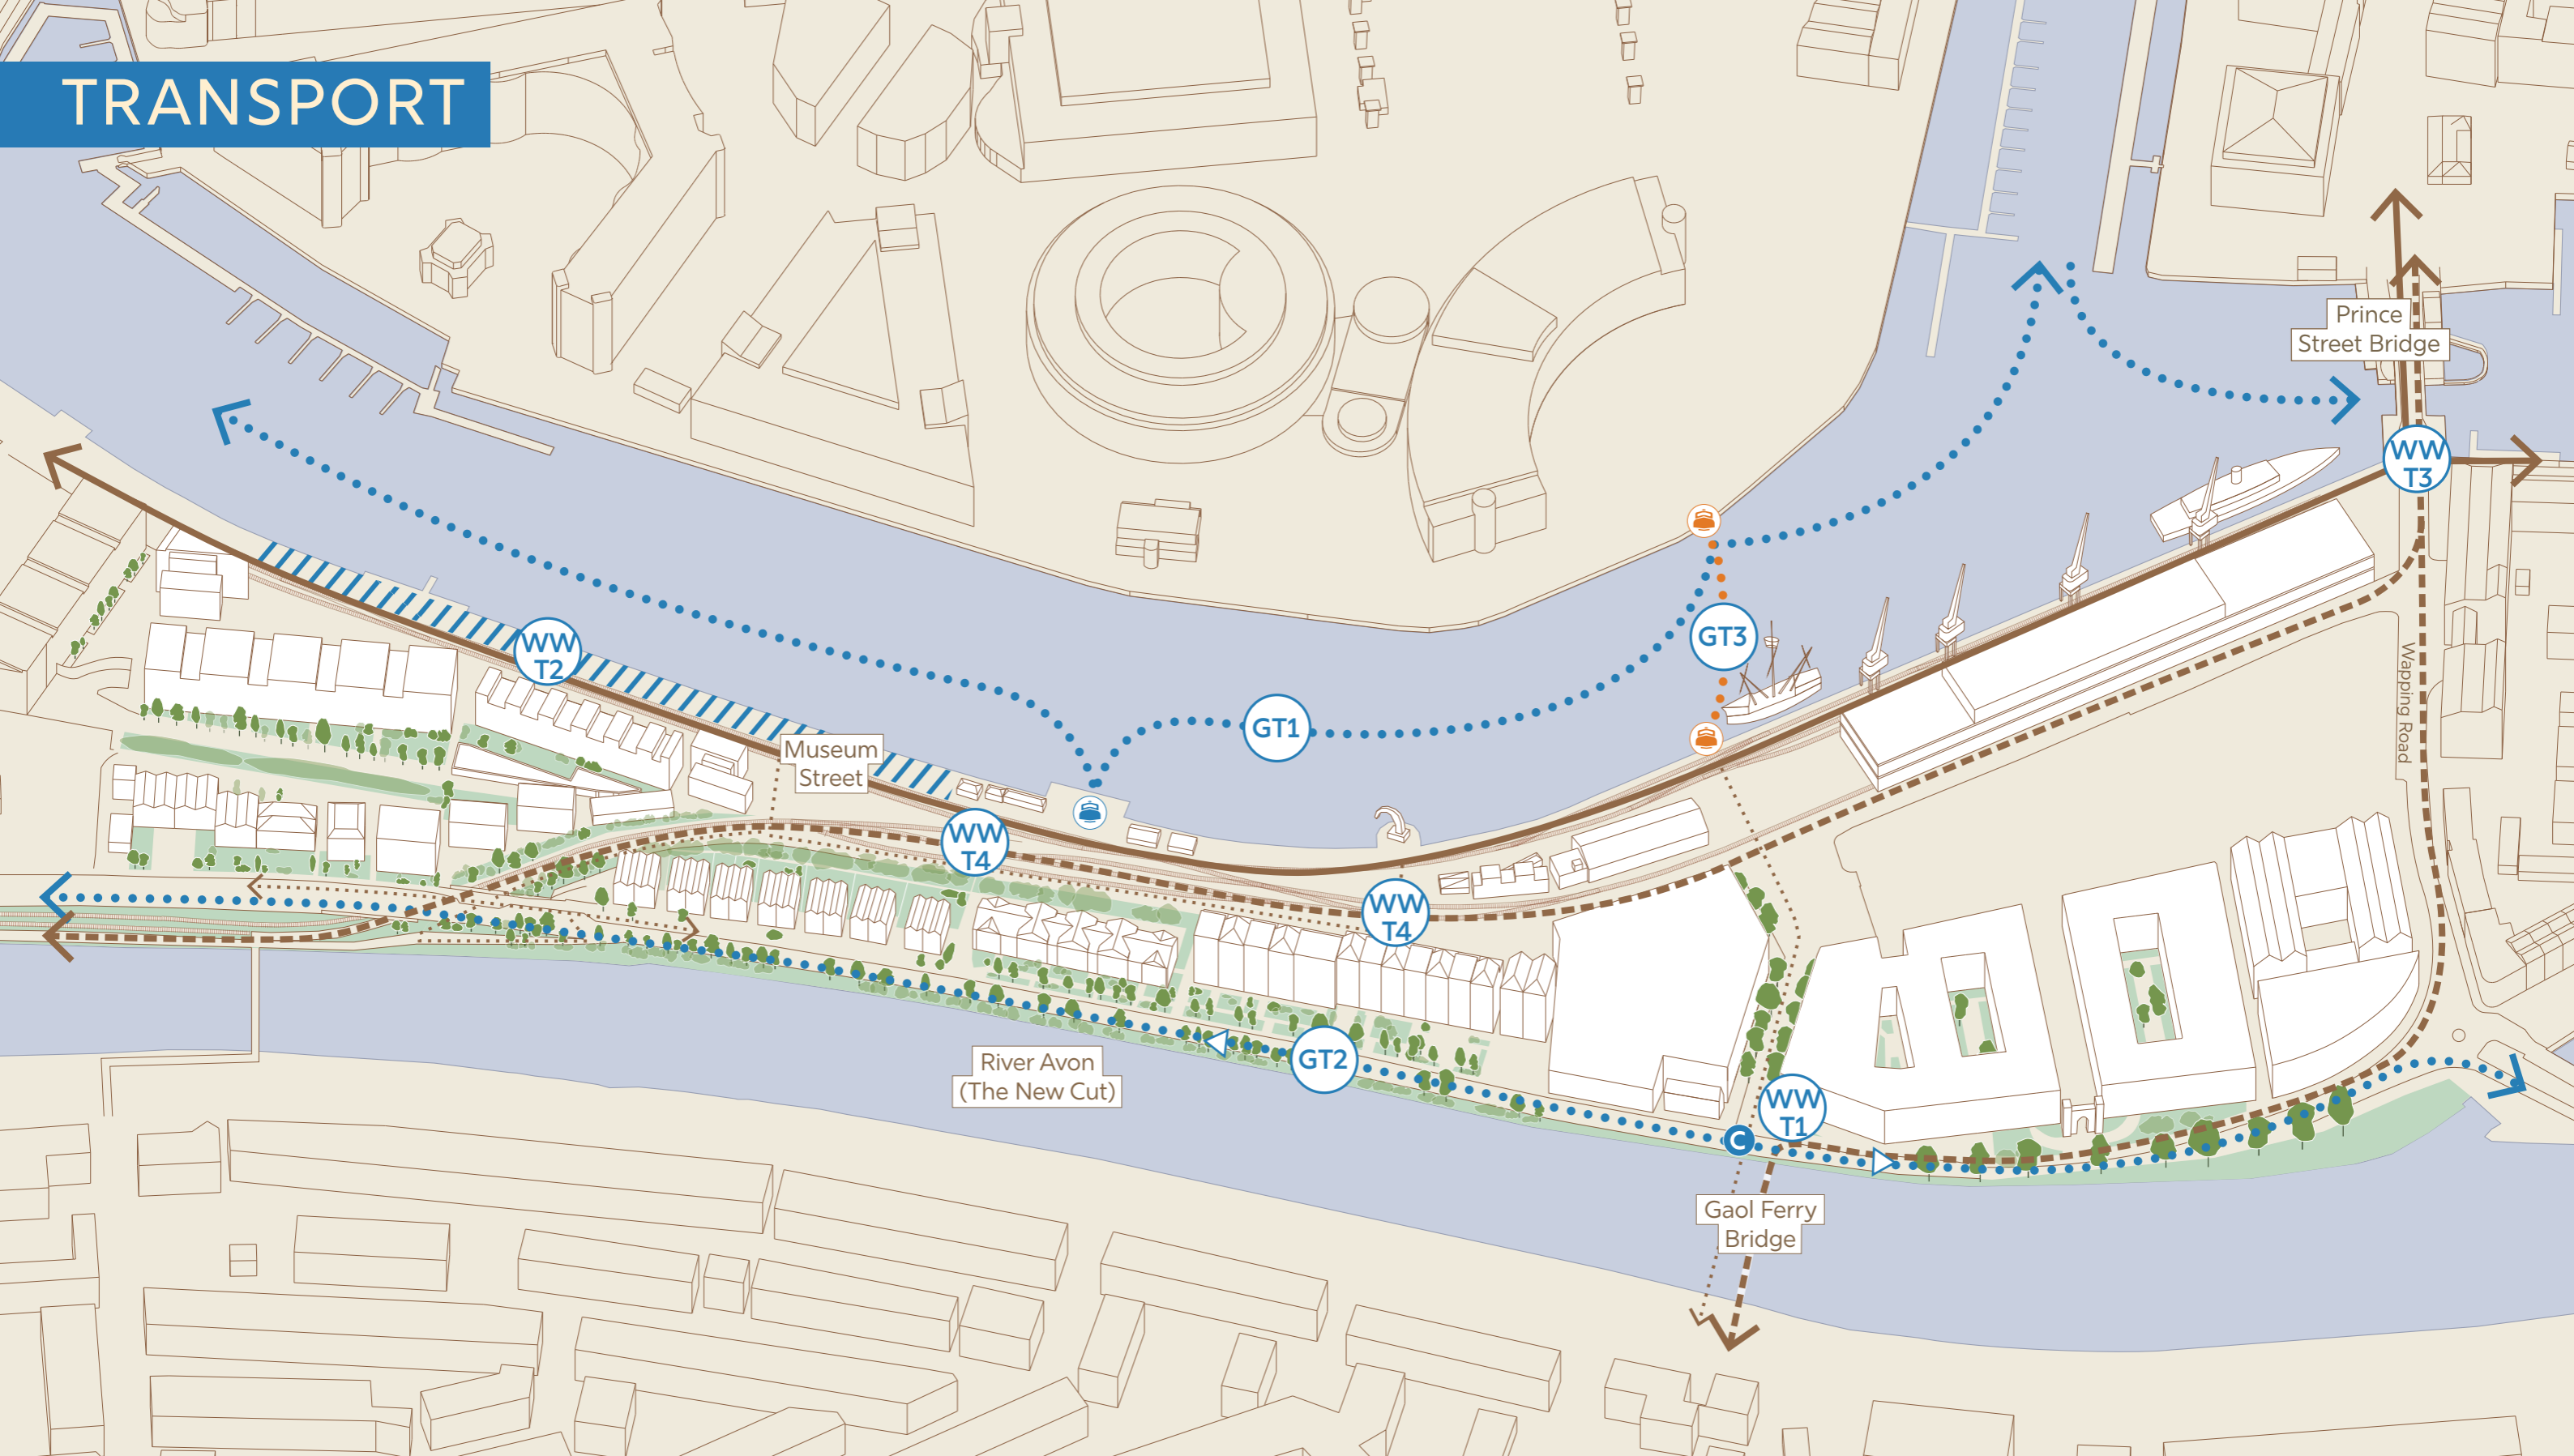 TRANSPORT
Prince
Street Bridge
WW
T3
WW
T2
GT3
Wapping Road
GT1
Museum
Street
WW
T4
WW
T4
GT2
River Avon
(The New Cut)
WW
T1
C
Gaol Ferry
Bridge